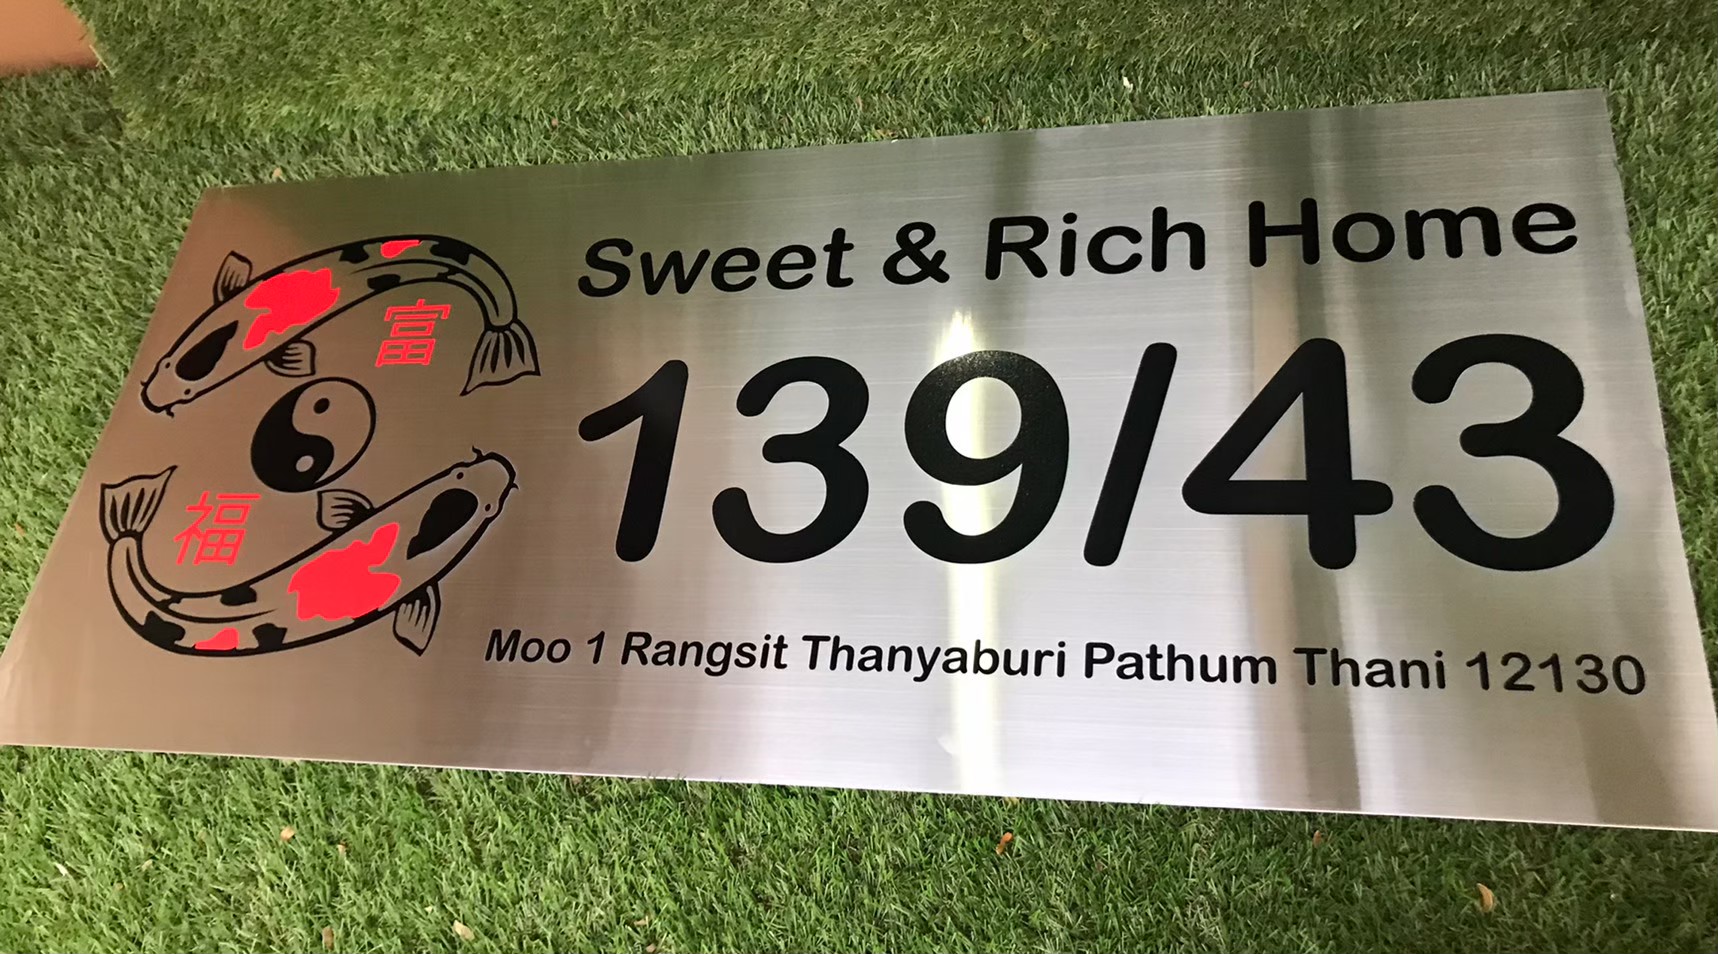 富
福
Sweet & Rich Home
139/43
Moo 1 Rangsit Thanyaburi Pathum Thani 12130